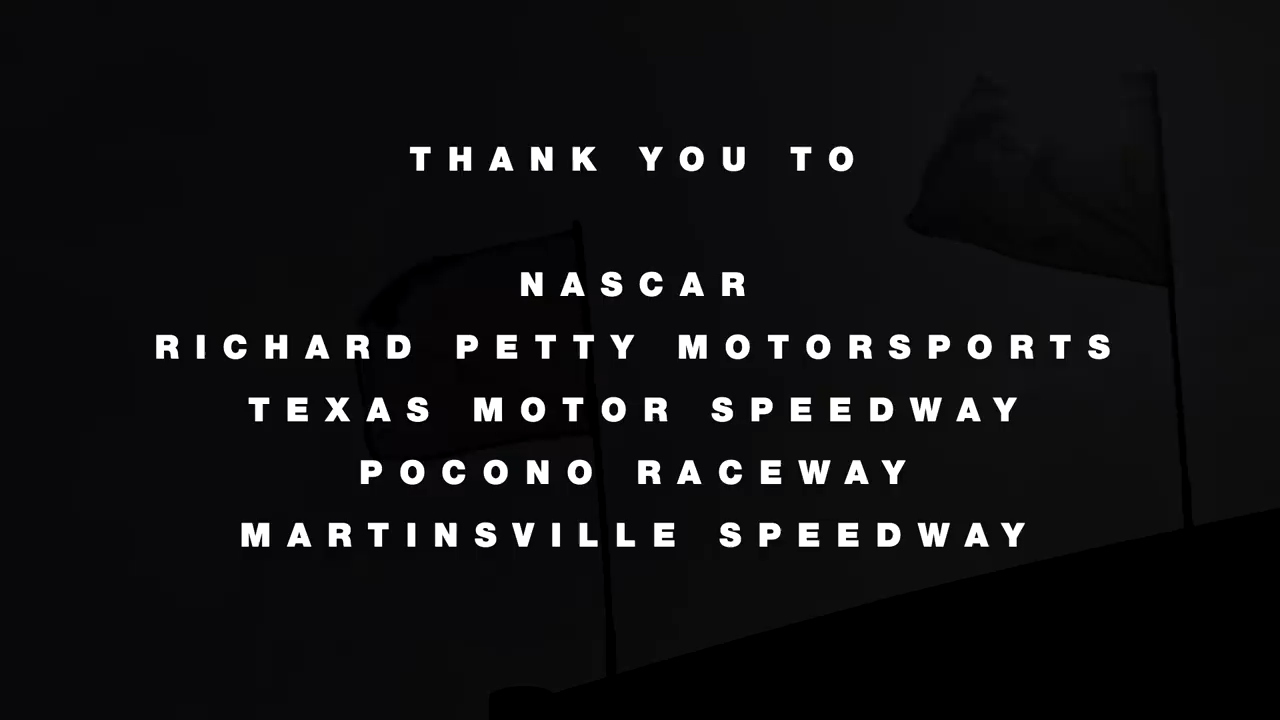 THANK YOU TO
NASCAR
RICHARD PETTY MOTORSPORTS
TEXAS MOTOR SPEEDWAY
POCONO RACEWAY
MARTINSVILLE SPEEDWAY